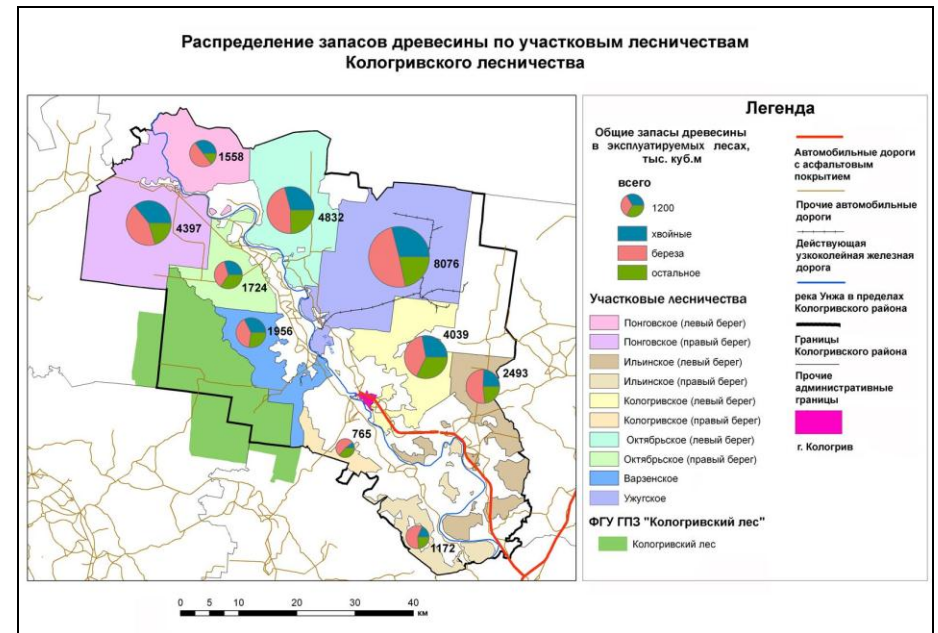 Распределение запасов древесины по участковым лесничествам
Кологривского лесничества
1558
4397
4832
8076
1724
1956
4039
2493
765
1172
0 5 10 20 30 40
км
Легенда
Общие запасы древесины
в эксплуатируемых лесах,
тыс. куб.м
всего
1200
хвойные
береза
остальное
Участковые лесничества
Понговское (левый берег)
Понговское (правый берег)
Ильинское (левый берег)
Ильинское (правый берег)
Кологривское (левый берег)
Кологривское (правый берег)
Октябрьское (левый берег)
Октябрьское (правый берег)
Варзенское
Ужугское
ФГУ ГПЗ "Кологривский лес"
Кологривский лес
Автомобильные дороги
с асфальтовым
покрытием
Прочие автомобильные
дороги
Действующая
узкоколейная железная
дорога
река Унжа в пределах
Кологривского района
Границы
Кологривского района
Прочие
административные
границы
г. Кологрив